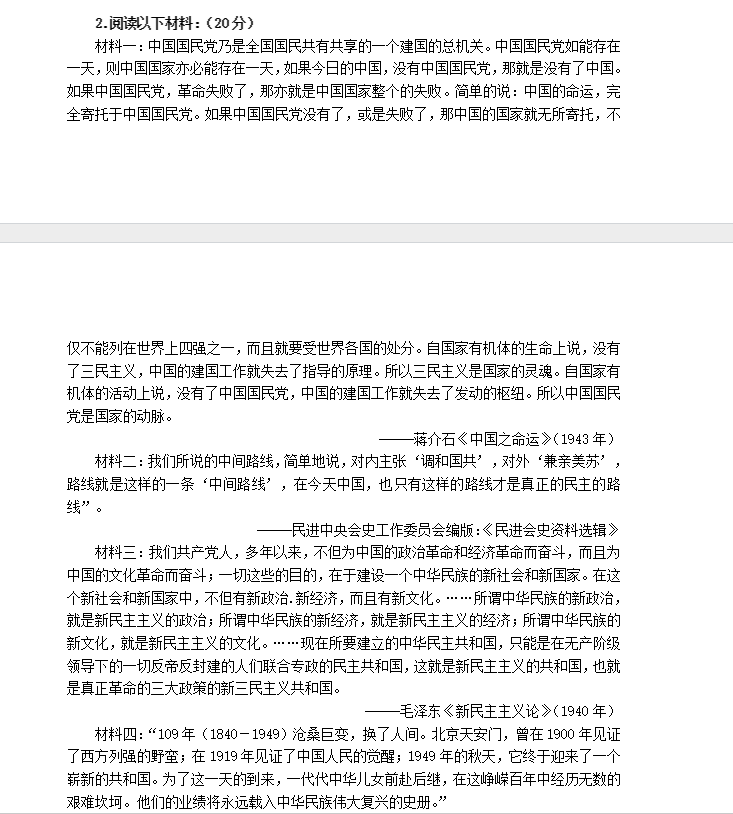 2.阅读以下材料：（20分）
材料一：中国国民党乃是全国国民共有共享的一个建国的总机关。中国国民党如能存在
一天，则中国国家亦必能存在一天，如果今日的中国，没有中国国民党，那就是没有了中国。
如果中国国民党，革命失败了，那亦就是中国国家整个的失败。简单的说：中国的命运，完
全寄托于中国国民党。如果中国国民党没有了，或是失败了，那中国的国家就无所寄托，不
仅不能列在世界上四强之一，而且就要受世界各国的处分。自国家有机体的生命上说，没有
了三民主义，中国的建国工作就失去了指导的原理。所以三民主义是国家的灵魂。自国家有
机体的活动上说，没有了中国国民党，中国的建国工作就失去了发动的枢纽。所以中国国民
党是国家的动脉。
——蒋介石《中国之命运》（1943年）
材料二：我们所说的中间路线，简单地说，对内主张‘调和国共’，对外‘兼亲美苏’，
路线就是这样的一条‘中间路线’，在今天中国，也只有这样的路线才是真正的民主的路
线”。
——民进中央会史工作委员会编版：《民进会史资料选辑》
材料三：我们共产党人，多年以来，不但为中国的政治革命和经济革命而奋斗，而且为
中国的文化革命而奋斗；一切这些的目的，在于建设一个中华民族的新社会和新国家。在这
个新社会和新国家中，不但有新政治.新经济，而且有新文化。……所谓中华民族的新政治，
就是新民主主义的政治；所谓中华民族的新经济，就是新民主主义的经济；所谓中华民族的
新文化，就是新民主主义的文化。……现在所要建立的中华民主共和国，只能是在无产阶级
领导下的一切反帝反封建的人们联合专政的民主共和国，这就是新民主主义的共和国，也就
是真正革命的三大政策的新三民主义共和国。
——毛泽东《新民主主义论》（1940年）
材料四：“109年（1840－1949）沧桑巨变，换了人间。北京天安门，曾在1900年见证
了西方列强的野蛮；在1919年见证了中国人民的觉醒；1949年的秋天，它终于迎来了一个
崭新的共和国。为了这一天的到来，一代代中华儿女前赴后继，在这峥嵘百年中经历无数的
艰难坎坷。他们的业绩将永远载入中华民族伟大复兴的史册。”